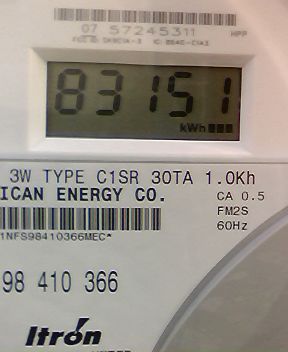 07 57245311
HPP
83151
kWh
3W TYPE C1SR 30TA 1.0Kh
ICAN ENERGY CO.
CA 0.5
FM2S
60Hz
1NFS98410366MEC*
98 410 366
Itron